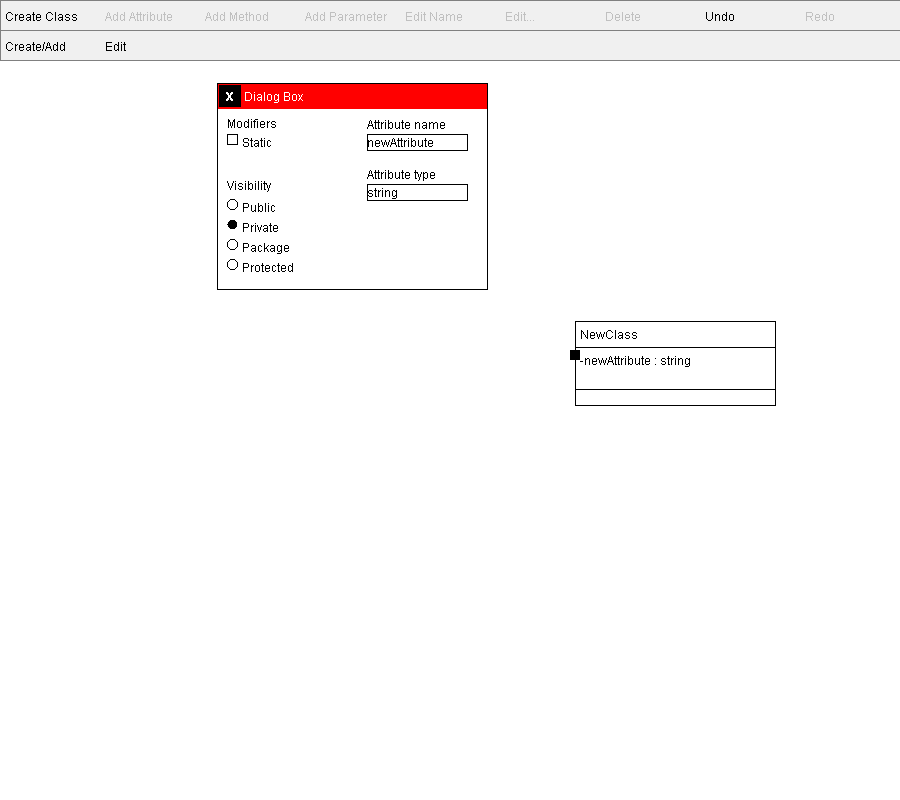 Create Class Add Attribute Add Method Add Parameter Edit Name Edit... Delete Undo Redo
Create/Add Edit
X Dialog Box
Modifiers
Static
Visibility
Public
Private
Package
Protected
Attribute name
newAttribute
Attribute type
string
NewClass
-newAttribute : string